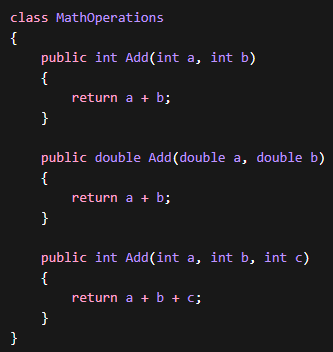 class MathOperations
{
    public int Add(int a, int b)
    {
        return a + b;
    }

    public double Add(double a, double b)
    {
        return a + b;
    }

    public int Add(int a, int b, int c)
    {
        return a + b + c;
    }
}